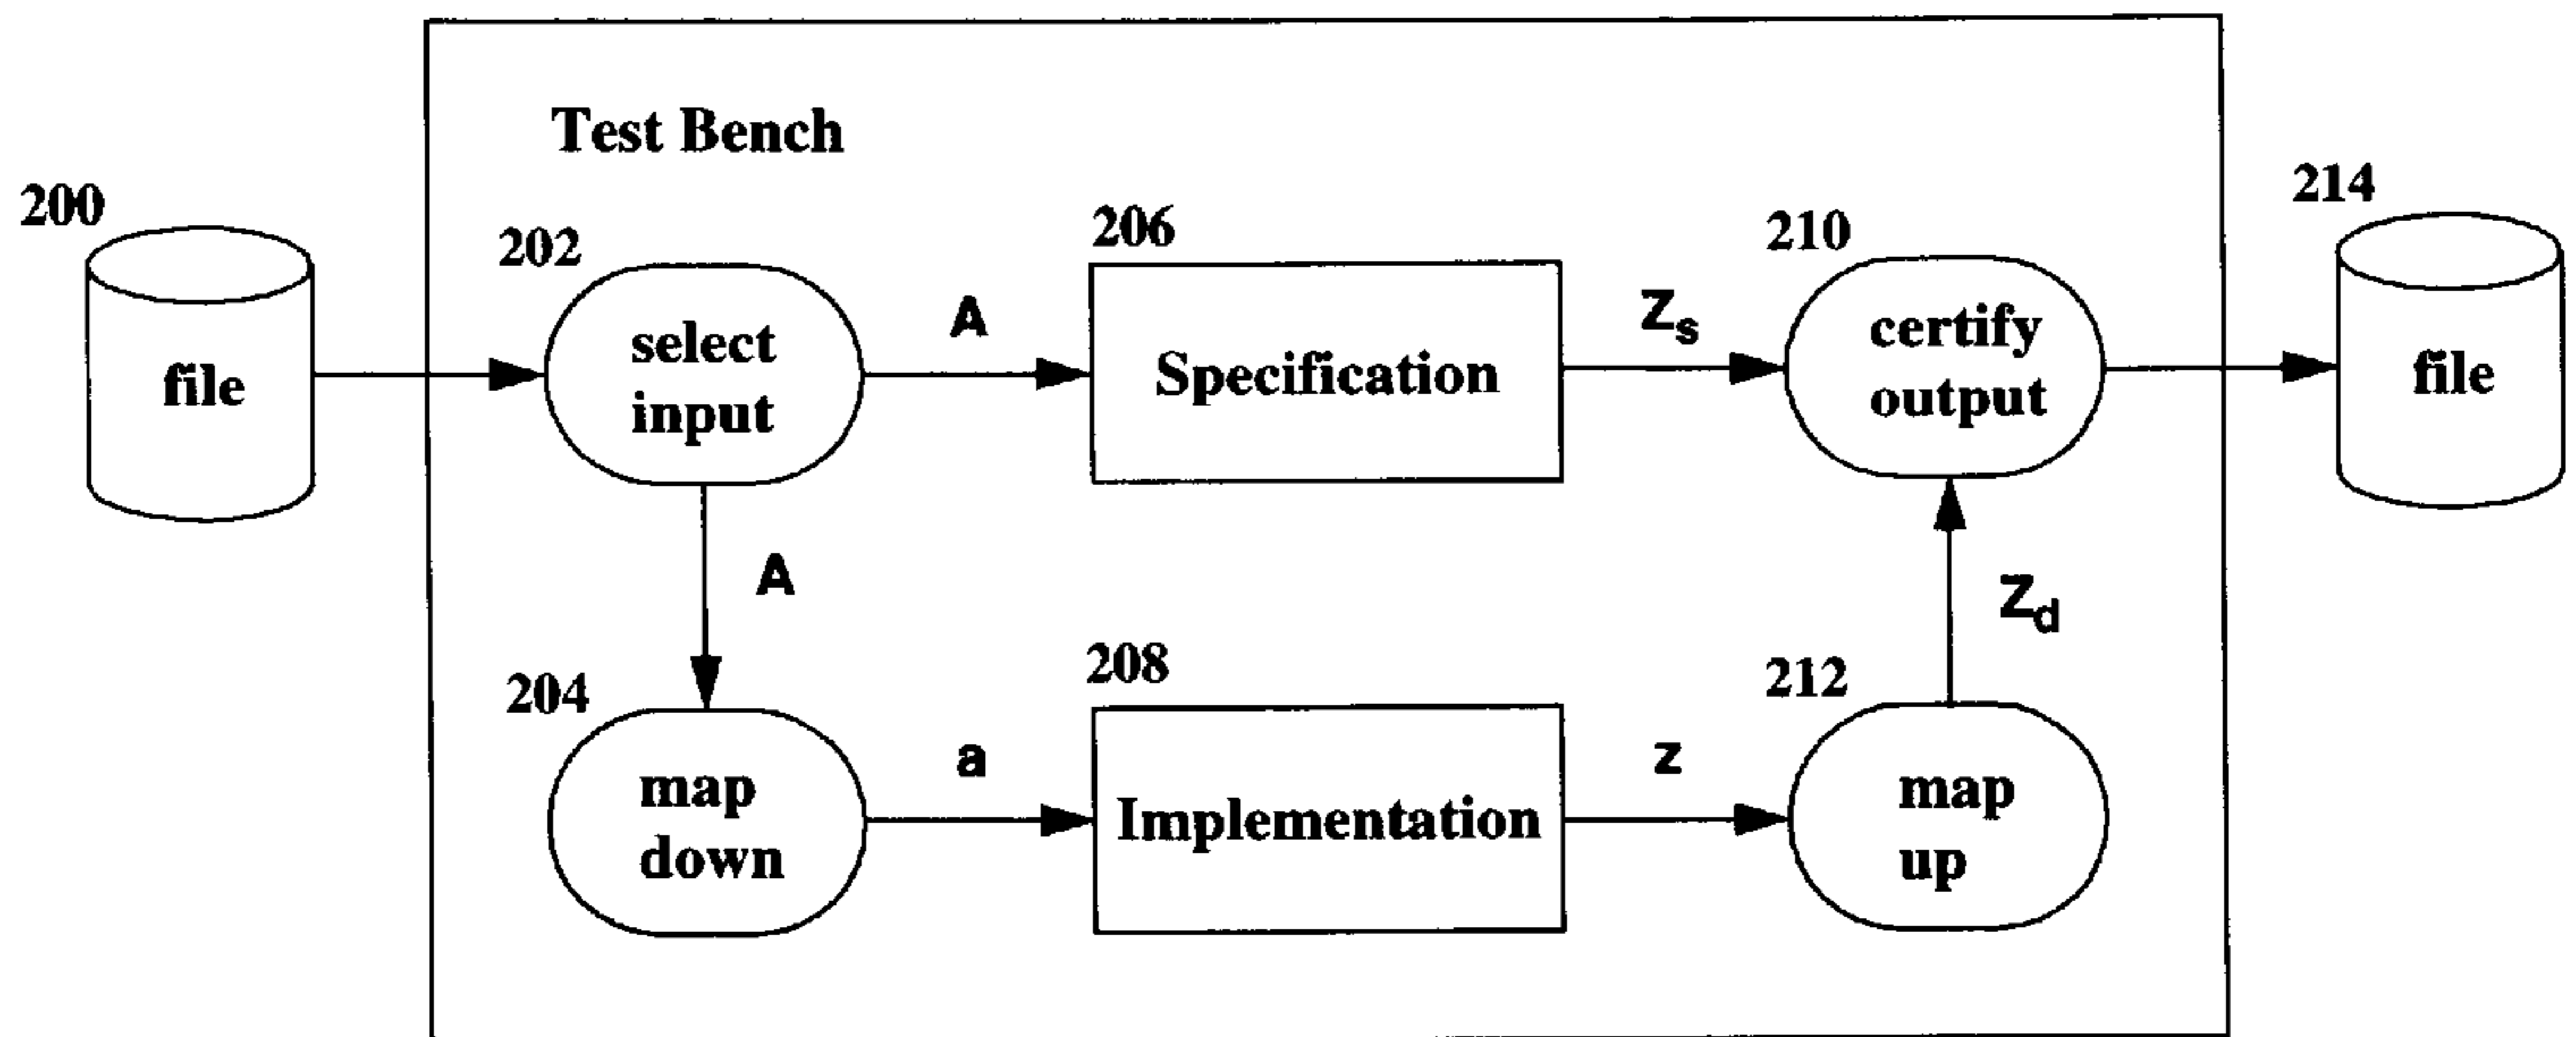 Test Bench
200
file
202
select
input
A
206
Specification
Zs
210
certify
output
214
file
A
Zd
204
map
down
a
208
Implementation
z
212
map
up